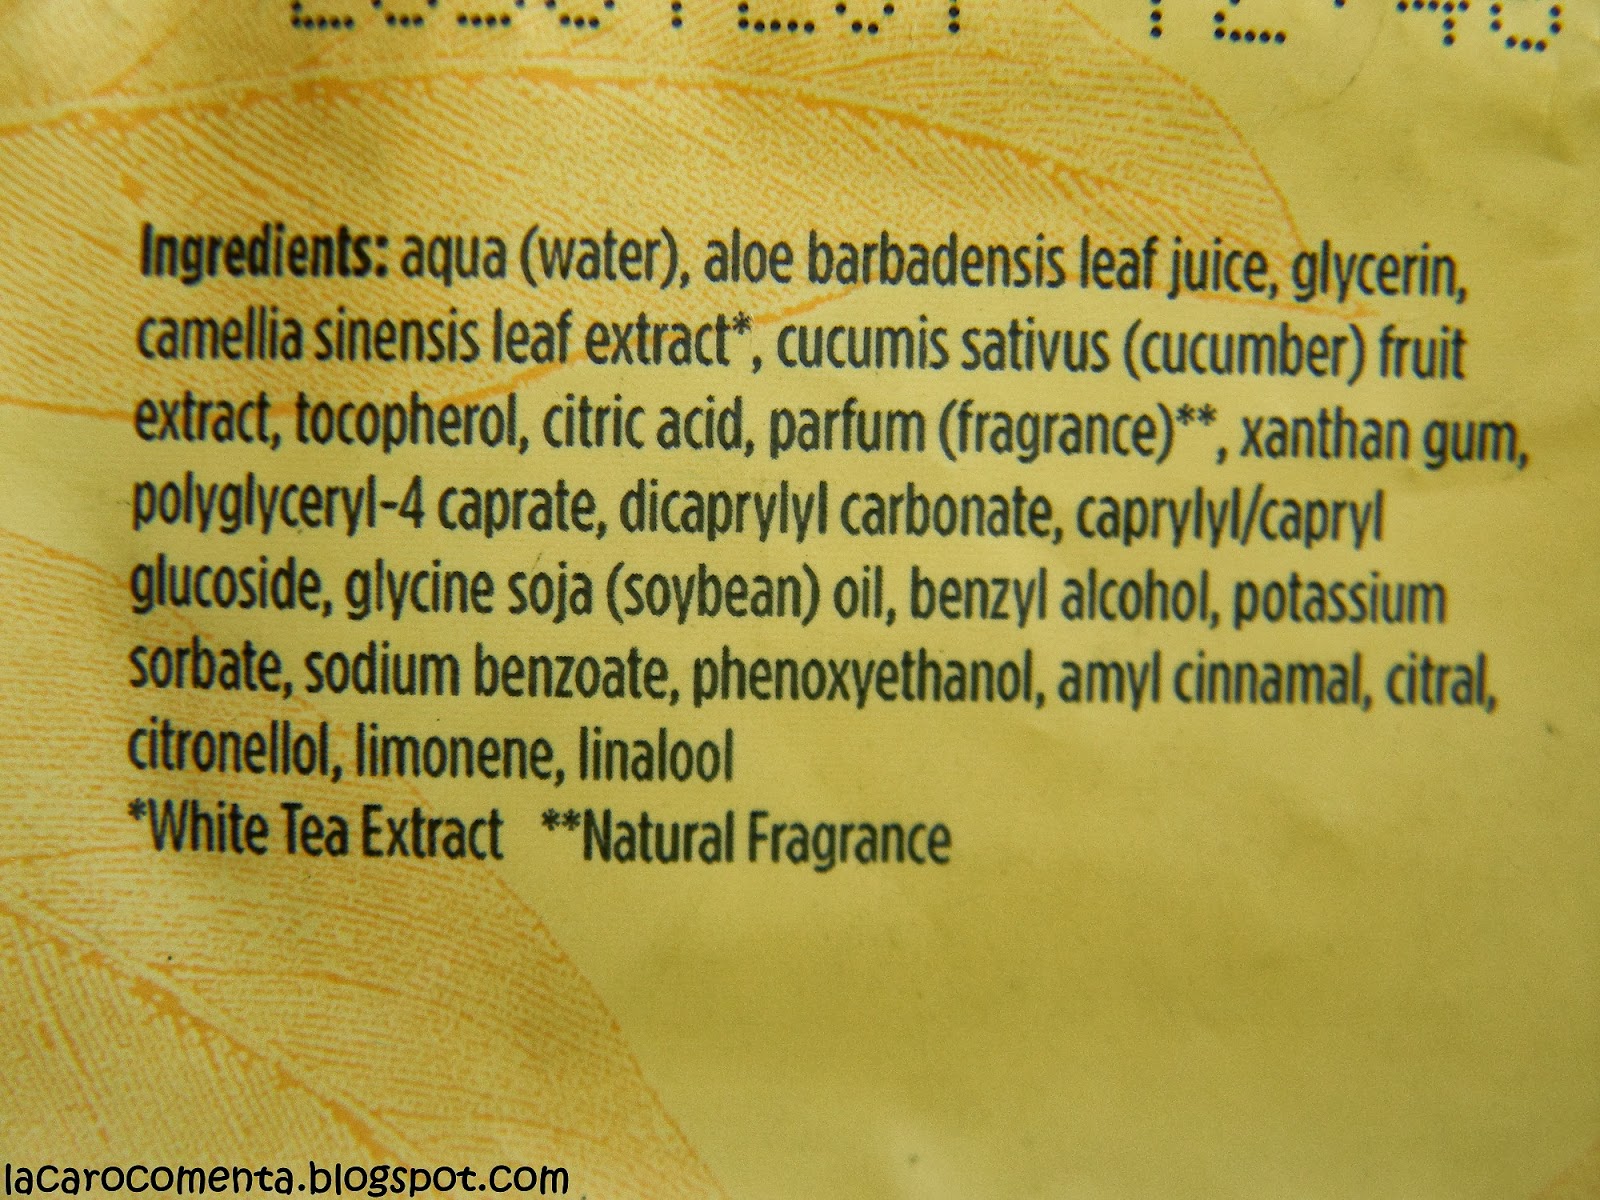 Ingredients: aqua (water), aloe barbadensis leaf juice, glycerin,
camellia sinensis leaf extract*, cucumis sativus (cucumber) fruit
extract, tocopherol, citric acid, parfum (fragrance)**, xanthan gum,
polyglyceryl-4 caprate, dicaprylyl carbonate, caprylyl/capryl
glucoside, glycine soja (soybean) oil, benzyl alcohol, potassium
sorbate, sodium benzoate, phenoxyethanol, amyl cinnamal, citral,
citronellol, limonene, linalool
*White Tea Extract **Natural Fragrance
lacarocomenta.blogspot.com